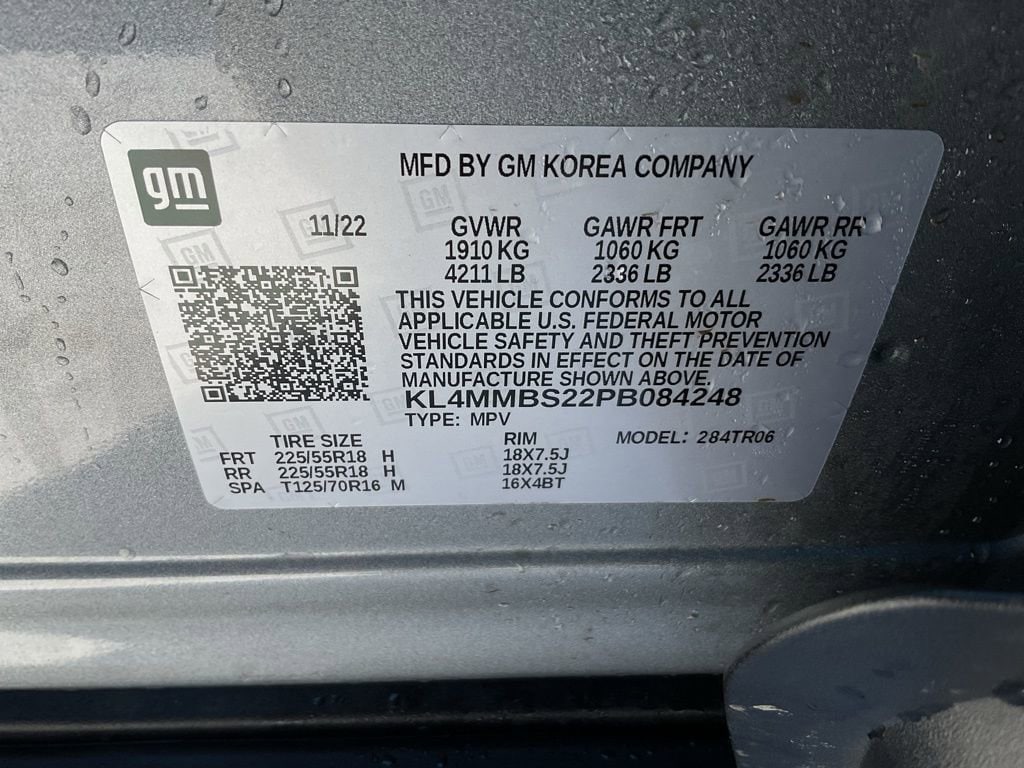 gm
MFD BY GM KOREA COMPANY
11/22 GVWR GAWR FRT GAWR RR
1910 KG 1060 KG 1060 KG
4211 LB 2336 LB 2336 LB
THIS VEHICLE CONFORMS TO ALL
APPLICABLE U.S. FEDERAL MOTOR
VEHICLE SAFETY AND THEFT PREVENTION
STANDARDS IN EFFECT ON THE DATE OF
MANUFACTURE SHOWN ABOVE.
KL4MMBS22PB084248
TYPE: MPV
TIRE SIZE RIM MODEL: 284TR06
FRT 225/55R18 H 18X7.5J
RR 225/55R18 H 18X7.5J
SPA T125/70R16 M 16X4BT